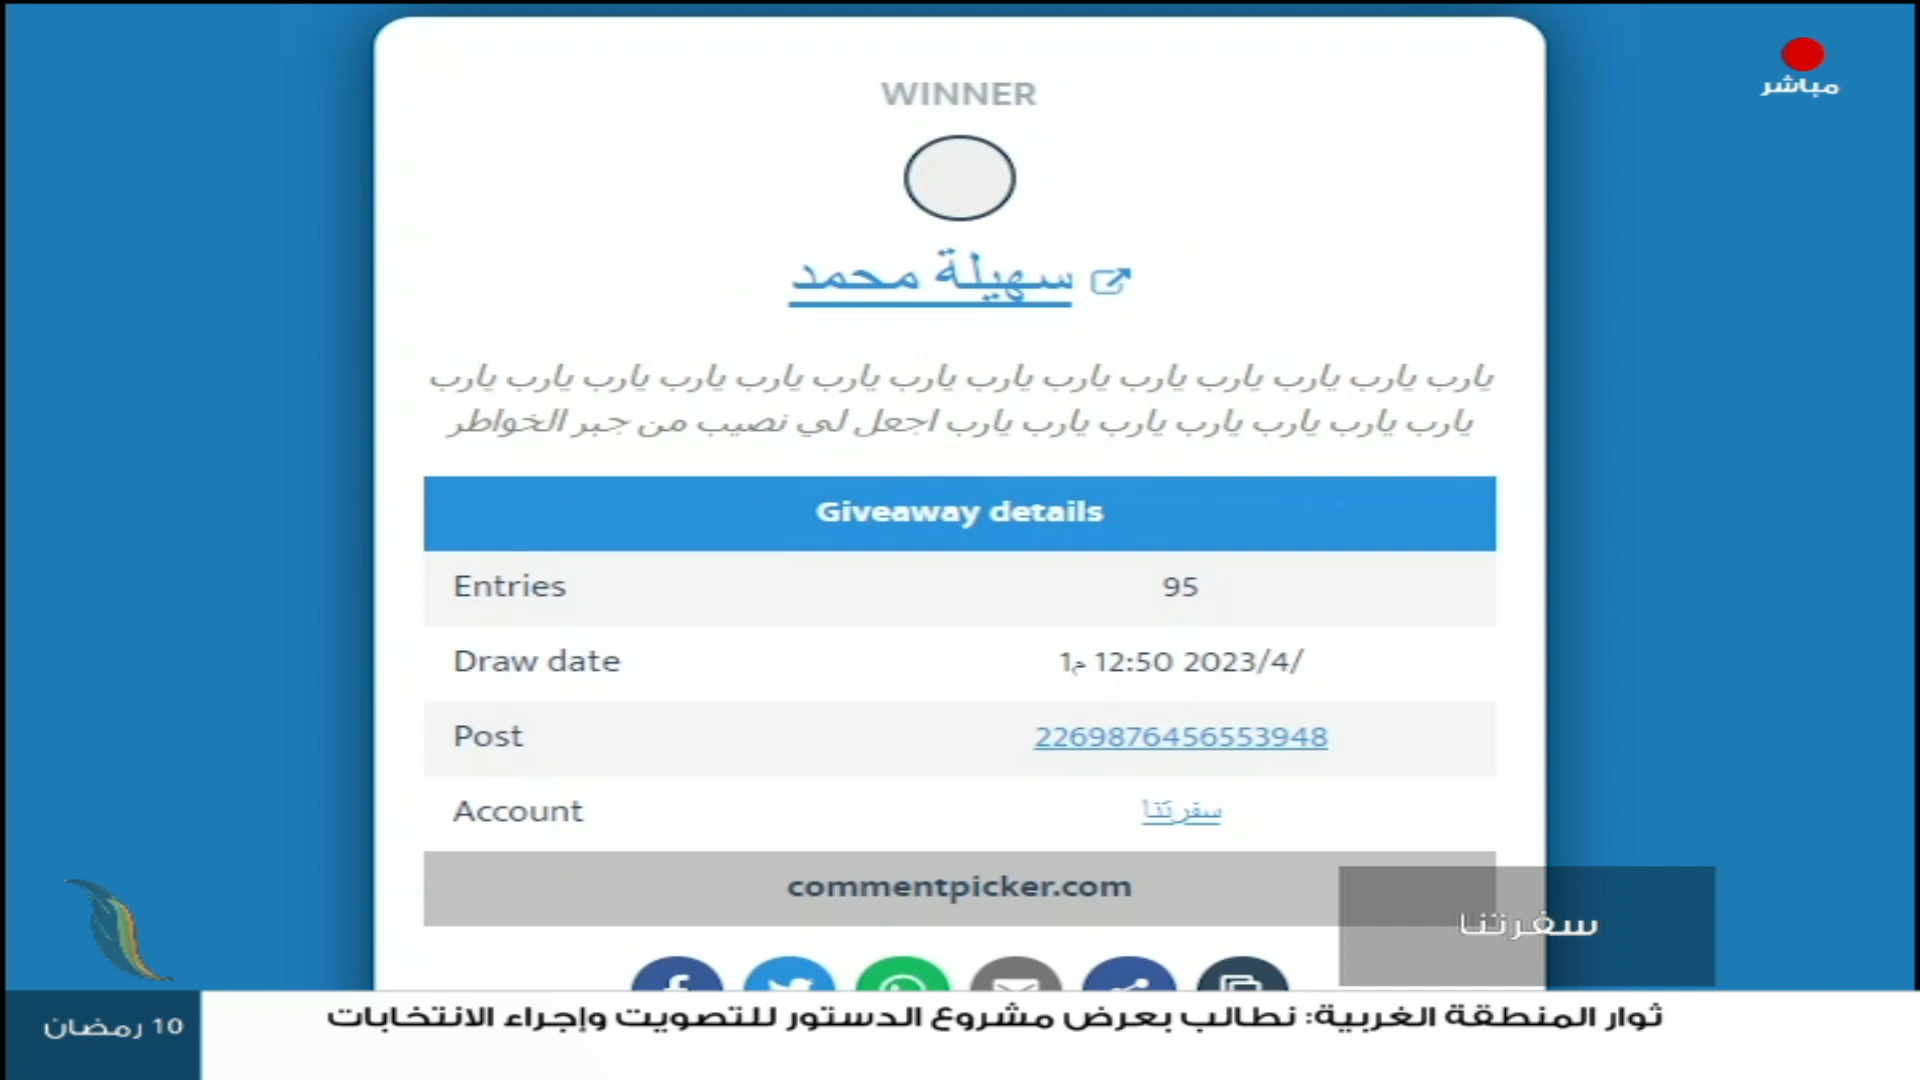 مباشر
WINNER
سهيلة محمد
يارب يارب يارب يارب يارب يارب يارب يارب يارب يارب يارب يارب يارب يارب
يارب يارب يارب يارب يارب يارب يارب اجعل لي نصيب من جبر الخواطر
Giveaway details
Entries 95
Draw date 1م 12:50 2023/4/
Post 2269876456553948
Account سفرتنا
commentpicker.com
سفرتنا
ثوار المنطقة الغربية: نطالب بعرض مشروع الدستور للتصويت وإجراء الانتخابات
10 رمضان